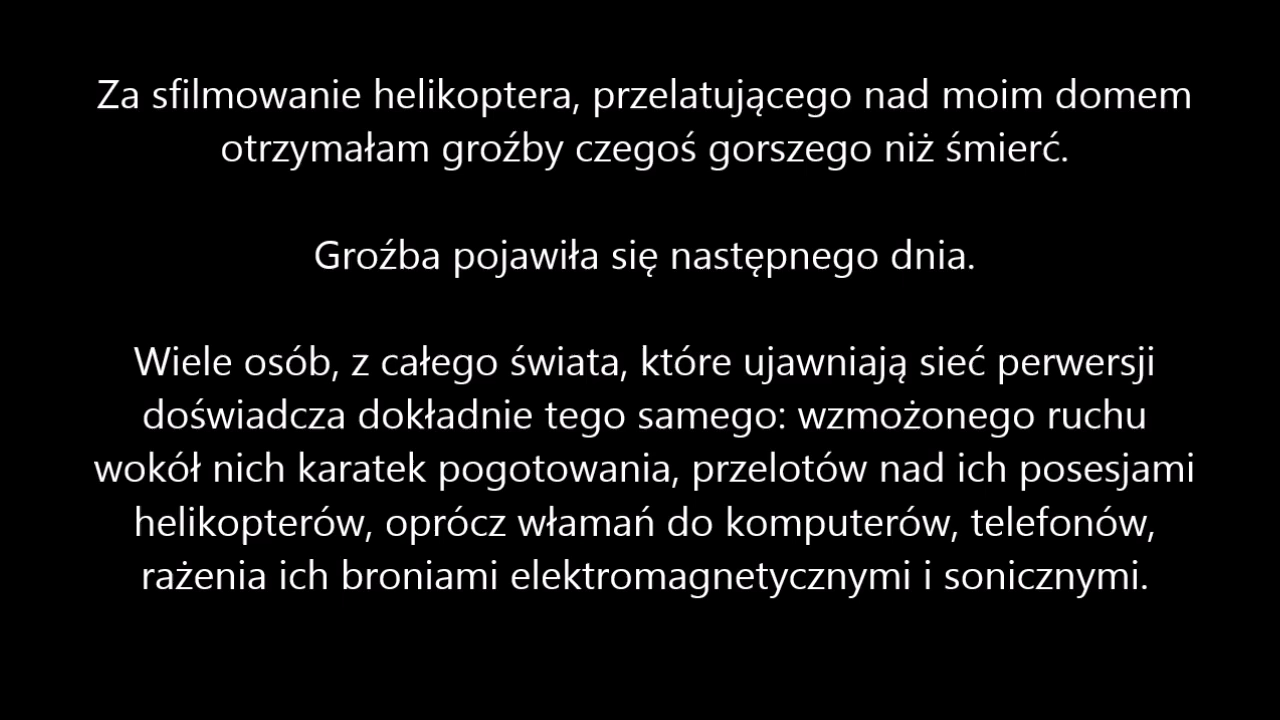 Za sfilmowanie helikoptera, przelatującego nad moim domem
otrzymałam groźby czegoś gorszego niż śmierć.
Groźba pojawiła się następnego dnia.
Wiele osób, z całego świata, które ujawniają sieć perwersji
doświadcza dokładnie tego samego: wzmożonego ruchu
wokół nich karatek pogotowania, przelotów nad ich posesjami
helikopterów, oprócz włamań do komputerów, telefonów,
rażenia ich broniami elektromagnetycznymi i sonicznymi.